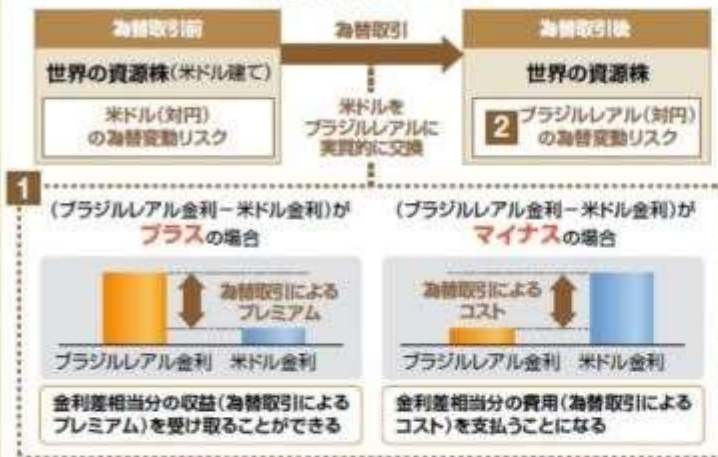 為替取引前
為替取引
為替取引後
世界の資源株(米ドル建て)
米ドル(対円)
の為替変動リスク
米ドルを
ブラジルレアルに
実質的に交換
世界の資源株
2 ブラジルレアル(対円)
の為替変動リスク
1
(ブラジルレアル金利－米ドル金利)が
プラスの場合
為替取引による
プレミアム
ブラジルレアル金利 米ドル金利
金利差相当分の収益(為替取引による
プレミアム)を受け取ることができる
(ブラジルレアル金利－米ドル金利)が
マイナスの場合
為替取引による
コスト
ブラジルレアル金利 米ドル金利
金利差相当分の費用(為替取引による
コスト)を支払うことになる